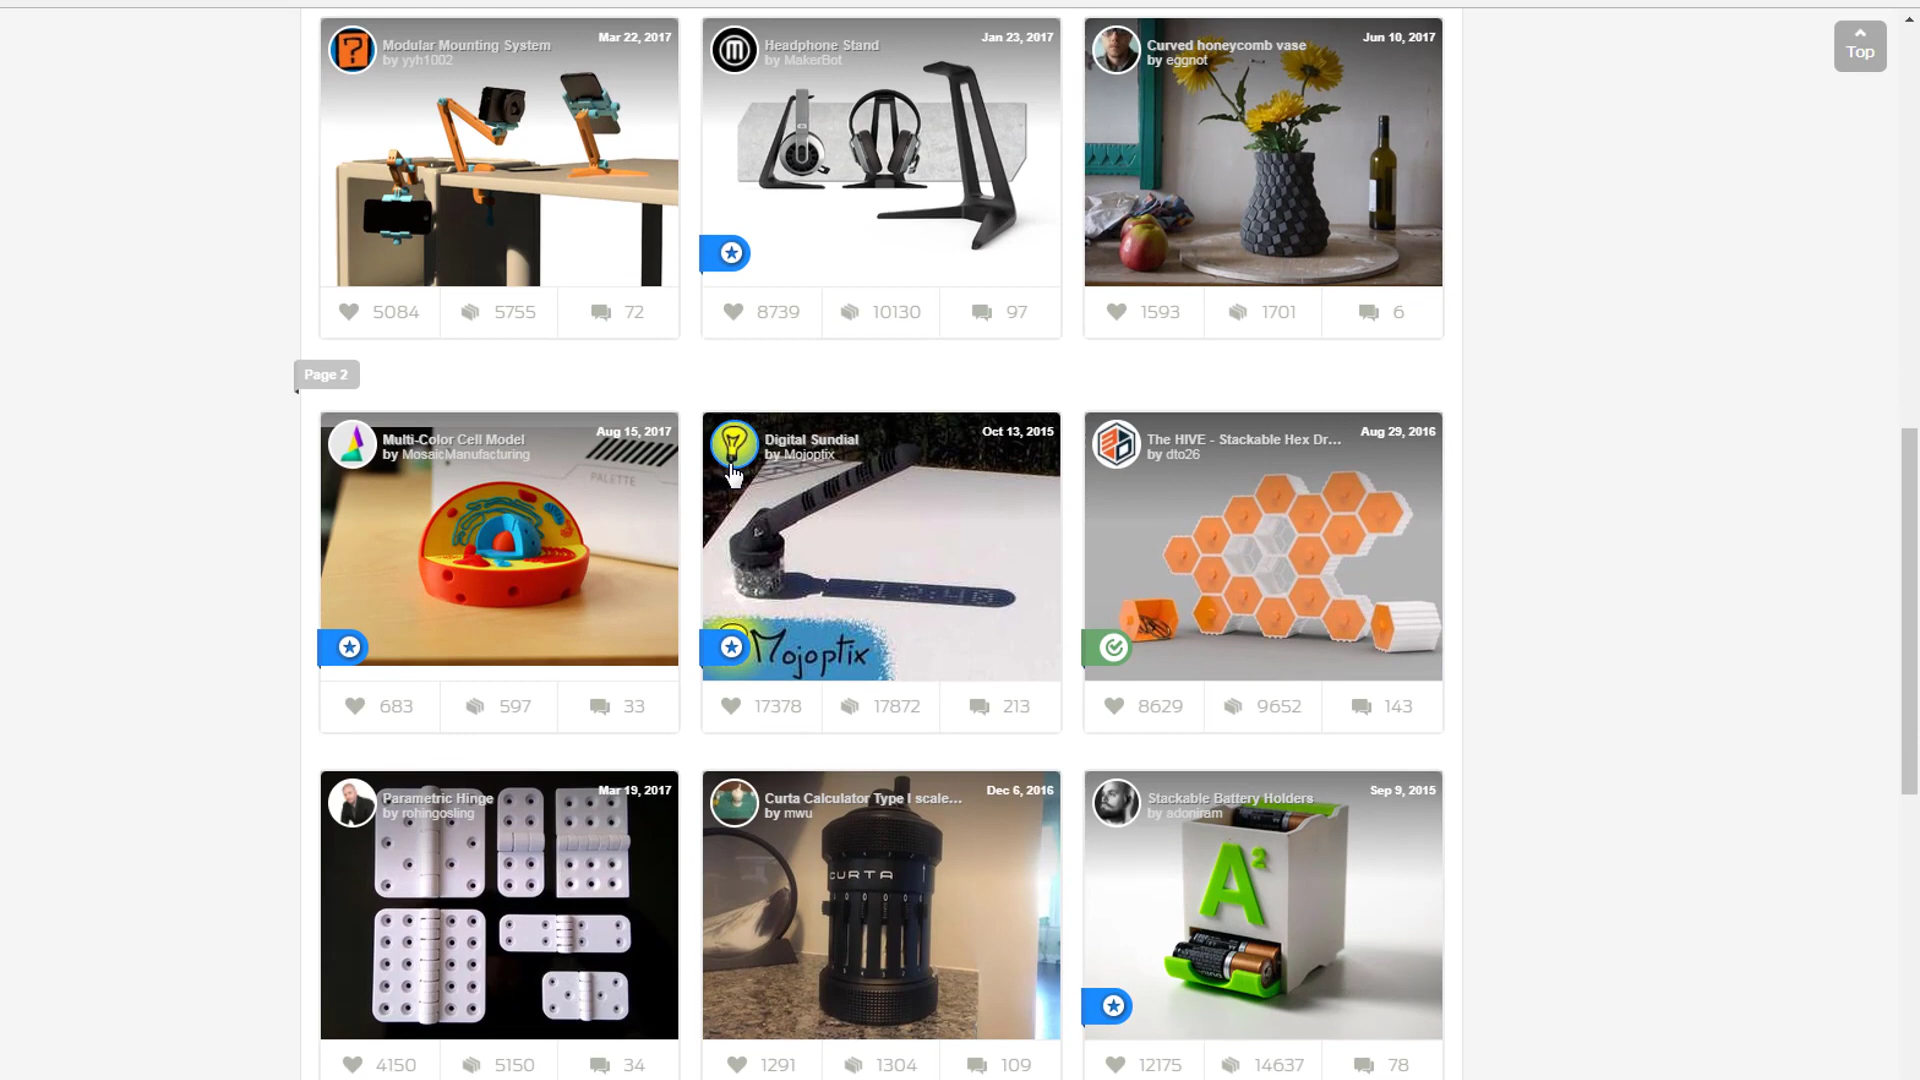 Modular Mounting System
by yyh1002
Mar 22, 2017
Headphone Stand
by MakerBot
Jan 23, 2017
Curved honeycomb vase
by eggnot
Jun 10, 2017
Top
5084
5755
72
8739
10130
97
1593
1701
6
Page 2
Multi-Color Cell Model
by MosaicManufacturing
Aug 15, 2017
PALETTE
Digital Sundial
by Mojoptix
Oct 13, 2015
Mojoptix
The HIVE - Stackable Hex Dr...
by dto26
Aug 29, 2016
683
597
33
17378
17872
213
8629
9652
143
Parametric Hinge
by rohingosling
Mar 19, 2017
Curta Calculator Type I scale...
by mwu
Dec 6, 2016
CURTA
Stackable Battery Holders
by adoniram
Sep 9, 2015
A2
4150
5150
34
1291
1304
109
12175
14637
78